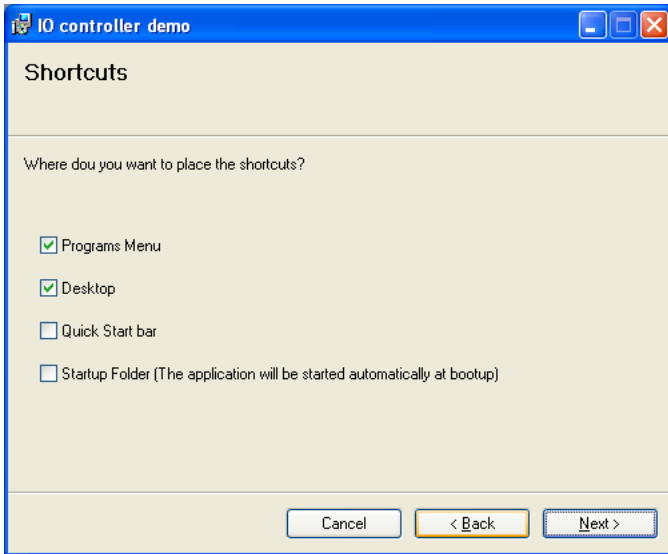 IO controller demo
Shortcuts
Where dou you want to place the shortcuts?
Programs Menu
Desktop
Quick Start bar
Startup Folder (The application will be started automatically at bootup)
Cancel
< Back
Next >